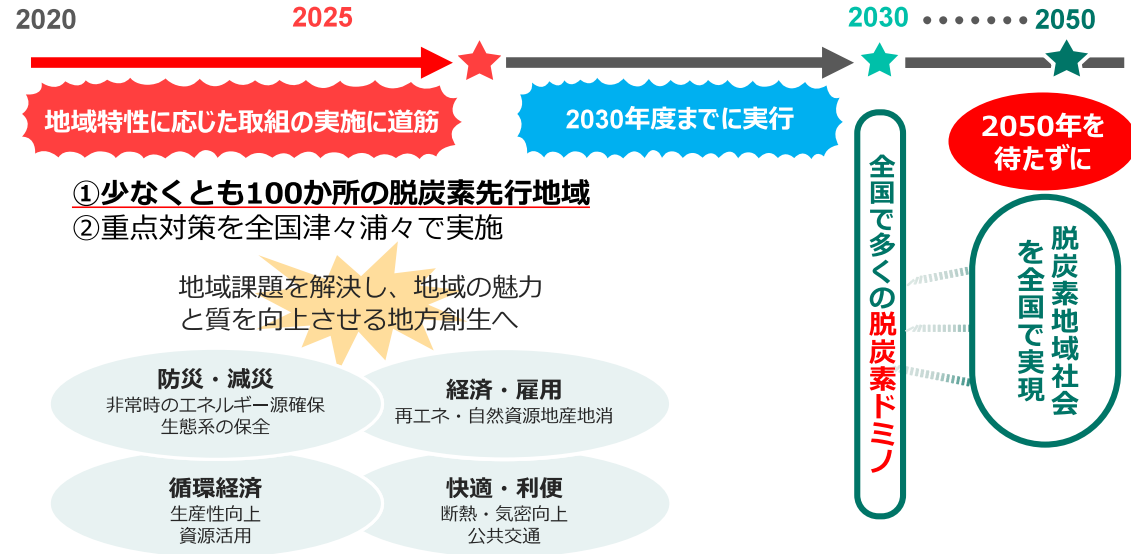 2020
2025
2030
2050
地域特性に応じた取組の実施に道筋
2030年度までに実行
2050年を
待たずに
①少なくとも100か所の脱炭素先行地域
②重点対策を全国津々浦々で実施
地域課題を解決し、地域の魅力
と質を向上させる地方創生へ
防災・減災
非常時のエネルギー源確保
生態系の保全
経済・雇用
再エネ・自然資源地産地消
循環経済
生産性向上
資源活用
快適・利便
断熱・気密向上
公共交通
全国で多くの脱炭素ドミノ
脱炭素地域社会
を全国で実現